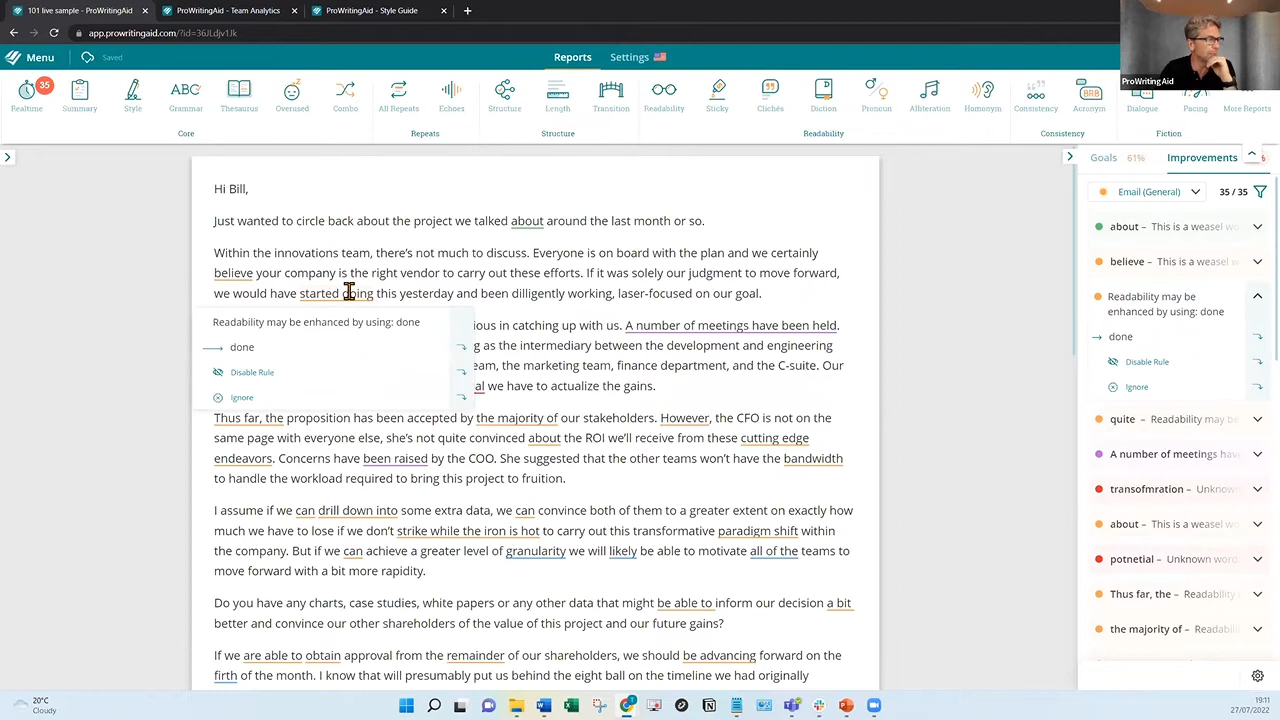 101 live sample - ProWritingAid
ProWritingAid - Team Analytics
ProWritingAid - Style Guide
app.prowritingaid.com/?id=36JLdjv1Jk
Menu
Saved
Reports
Settings
ProWriting Aid
35
Realtime
Summary
Style
ABC
Grammar
Thesaurus
Overused
Combo
All Repeats
Echoes
Structure
Length
Transition
Readability
Sticky
Clichés
Diction
Pronoun
Alliteration
Homonym
Consistency
BRB
Acronym
Dialogue
Pacing
More Reports
Core
Repeats
Structure
Readability
Consistency
Fiction
Hi Bill,
Just wanted to circle back about the project we talked about around the last month or so.
Within the innovations team, there's not much to discuss. Everyone is on board with the plan and we certainly
believe your company is the right vendor to carry out these efforts. If it was solely our judgment to move forward,
we would have started doing this yesterday and been dilligently working, laser-focused on our goal.
Readability may be enhanced by using: done
done
Disable Rule
Ignore
ious in catching up with us. A number of meetings have been held.
g as the intermediary between the development and engineering
eam, the marketing team, finance department, and the C-suite. Our
al we have to actualize the gains.
Thus far, the proposition has been accepted by the majority of our stakeholders. However, the CFO is not on the
same page with everyone else, she's not quite convinced about the ROI we'll receive from these cutting edge
endeavors. Concerns have been raised by the COO. She suggested that the other teams won't have the bandwidth
to handle the workload required to bring this project to fruition.
I assume if we can drill down into some extra data, we can convince both of them to a greater extent on exactly how
much we have to lose if we don't strike while the iron is hot to carry out this transformative paradigm shift within
the company. But if we can achieve a greater level of granularity we will likely be able to motivate all of the teams to
move forward with a bit more rapidity.
Do you have any charts, case studies, white papers or any other data that might be able to inform our decision a bit
better and convince our other shareholders of the value of this project and our future gains?
If we are able to obtain approval from the remainder of our shareholders, we should be advancing forward on the
firth of the month. I know that will presumably put us behind the eight ball on the timeline we had originally
Goals 61%
Improvements %
Email (General)
35 / 35
about – This is a weasel wo
believe – This is a weasel
Readability may be
enhanced by using: done
done
Disable Rule
Ignore
quite – Readability may be
A number of meetings hav
transofmration – Unknow
about – This is a weasel wo
potnetial – Unknown word
Thus far, the – Readability
the majority of – Readabil
20°C
Cloudy
19:11
27/07/2022